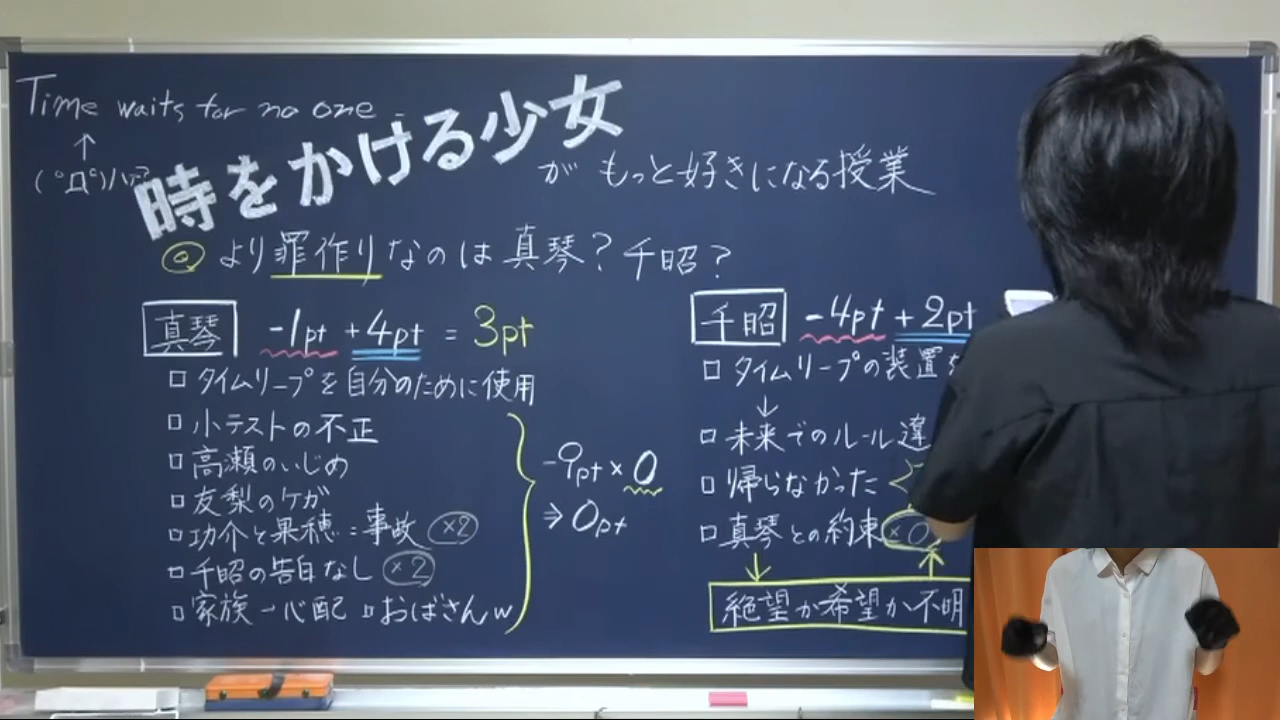 Time waits for no one
↑
(゚Д゚)ハァ?
時をかける少女
が もっと好きになる授業
◎ より罪作りなのは真琴?千昭?
真琴 -1pt +4pt = 3pt
□ タイムリープを自分のために使用
□ 小テストの不正
□ 高瀬のいじめ
□ 友梨のケガ
□ 功介と果穂:事故 ×2
□ 千昭の告白なし ×2
□ 家族→心配 □おばさんw
-9pt × 0
⇒ 0pt
千昭 -4pt +2pt
□ タイムリープの装置を
↓
□ 未来でのルール違
□ 帰らなかった
□ 真琴との約束 ×0
↓ ↑
絶望か希望か不明